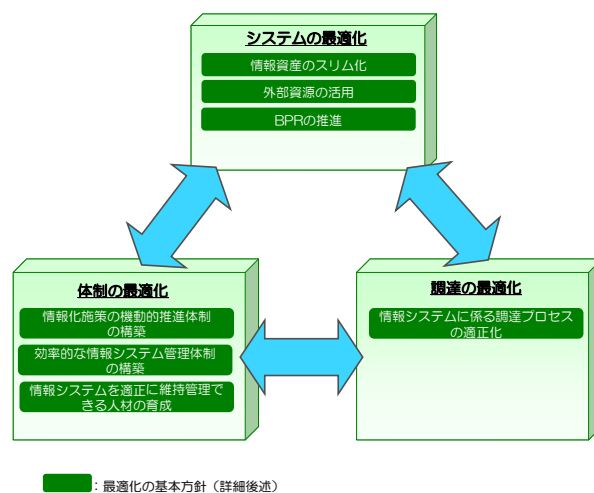 システムの最適化
情報資産のスリム化
外部資源の活用
BPRの推進
体制の最適化
情報化施策の機動的推進体制
の構築
効率的な情報システム管理体制
の構築
情報システムを適正に維持管理で
きる人材の育成
調達の最適化
情報システムに係る調達プロセス
の適正化
：最適化の基本方針（詳細後述）